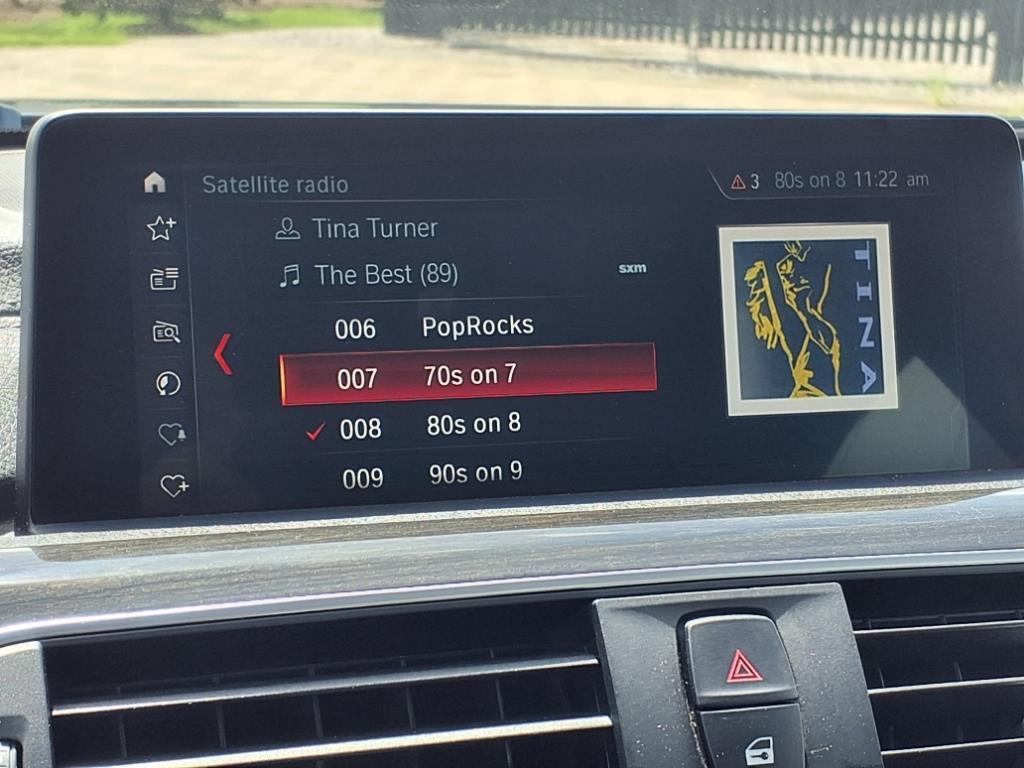 Satellite radio
3 80s on 8 11:22 am
Tina Turner
The Best (89)
sxm
006 PopRocks
007 70s on 7
008 80s on 8
009 90s on 9
TINA